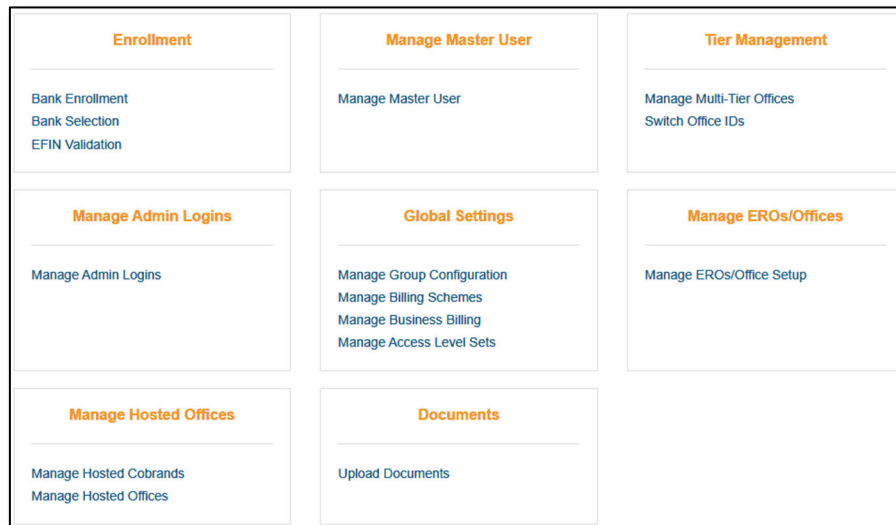 Enrollment
Bank Enrollment
Bank Selection
EFIN Validation
Manage Master User
Manage Master User
Tier Management
Manage Multi-Tier Offices
Switch Office IDs
Manage Admin Logins
Manage Admin Logins
Global Settings
Manage Group Configuration
Manage Billing Schemes
Manage Business Billing
Manage Access Level Sets
Manage EROs/Offices
Manage EROs/Office Setup
Manage Hosted Offices
Manage Hosted Cobrands
Manage Hosted Offices
Documents
Upload Documents